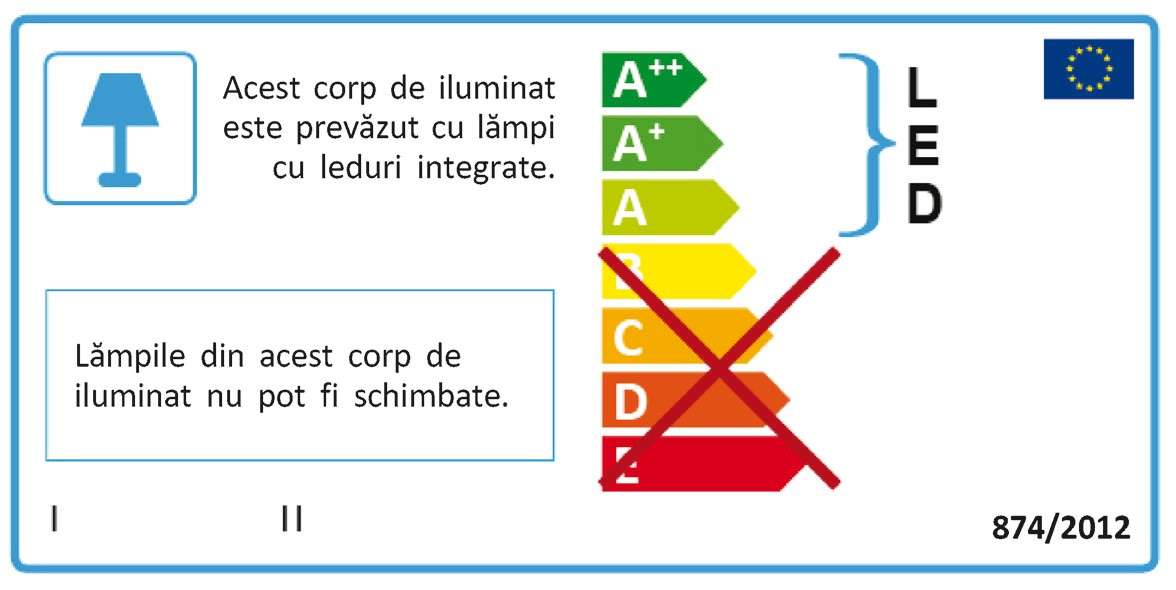 Acest corp de iluminat
este prevăzut cu lămpi
cu leduri integrate.
Lămpile din acest corp de
iluminat nu pot fi schimbate.
I
II
A++
A+
A
B
C
D
E
L
E
D
874/2012